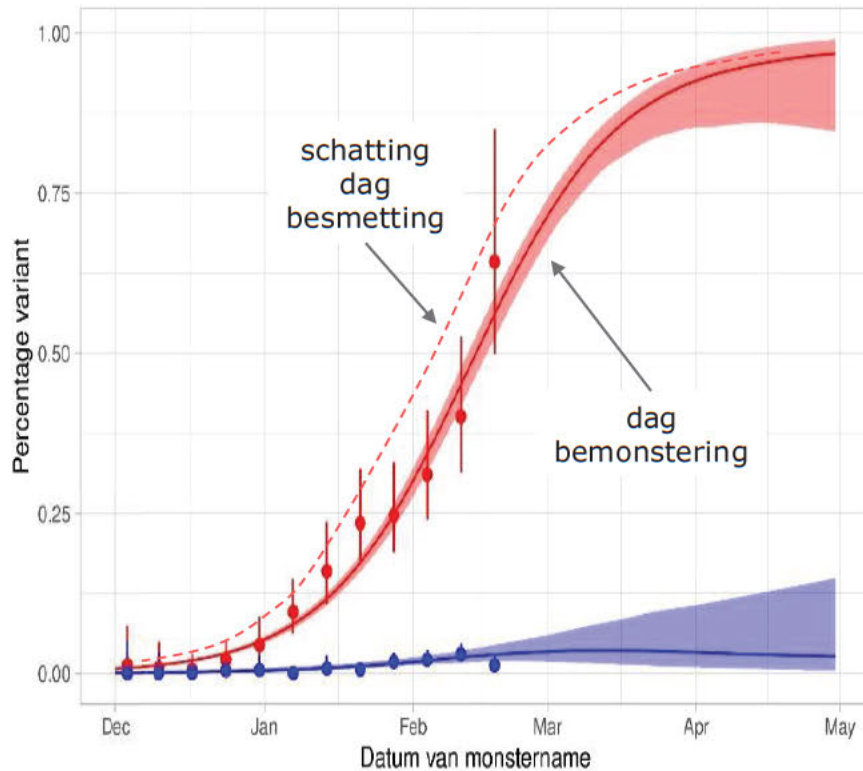 1.00
0.75
0.50
0.25
0.00
Percentage variant
schatting
dag
besmetting
dag
bemonstering
Dec
Jan
Feb
Mar
Apr
May
Datum van monstername